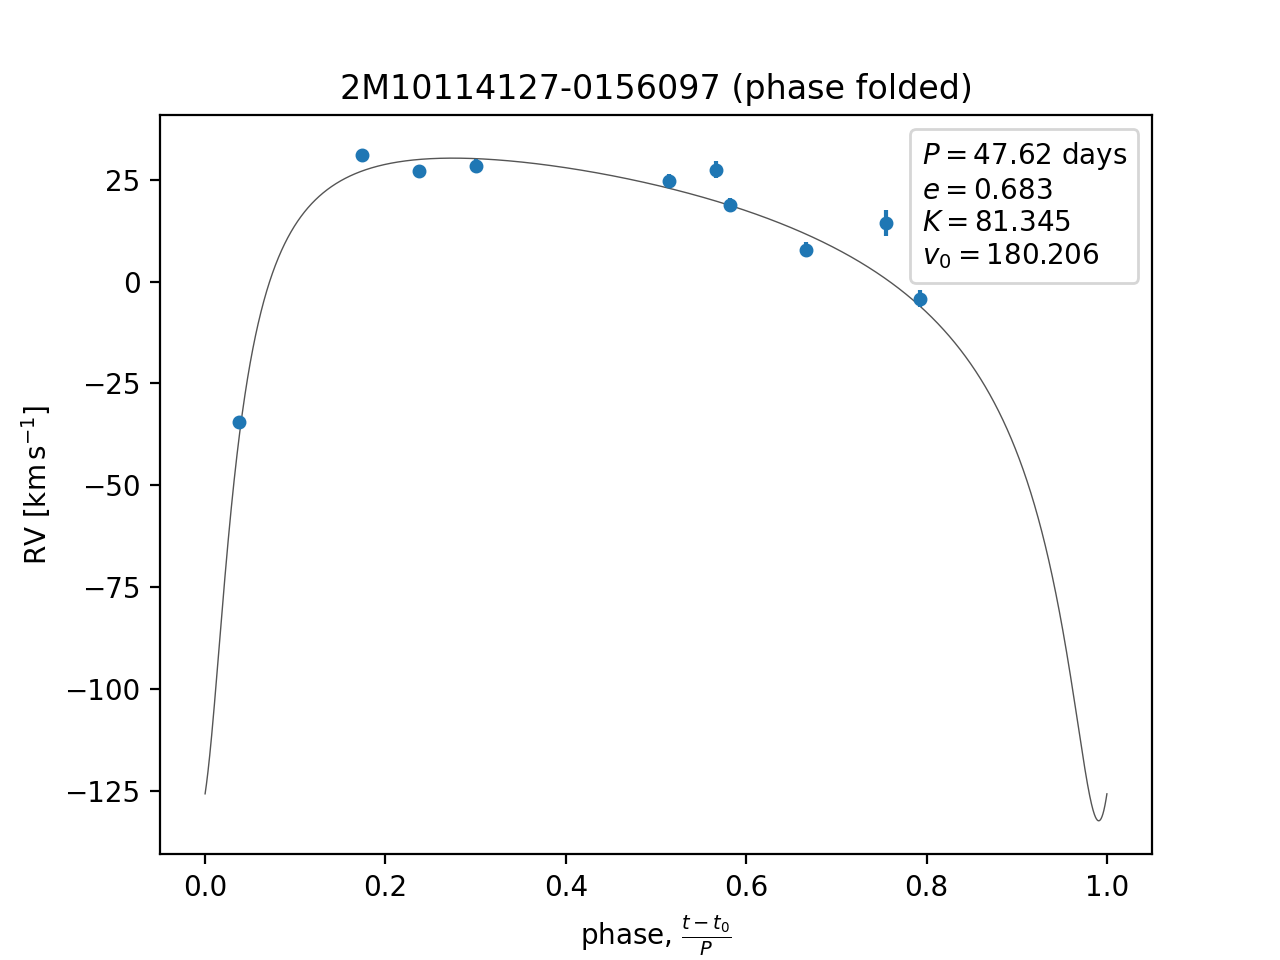 2M10114127-0156097 (phase folded)
P = 47.62 days
e = 0.683
K = 81.345
v₀ = 180.206
RV [km s⁻¹]
25
0
−25
−50
−75
−100
−125
0.0 0.2 0.4 0.6 0.8 1.0
phase, (t − t₀)/P